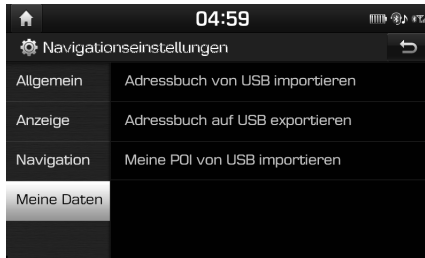 04:59
Navigationseinstellungen
Allgemein
Adressbuch von USB importieren
Anzeige
Adressbuch auf USB exportieren
Navigation
Meine POI von USB importieren
Meine Daten